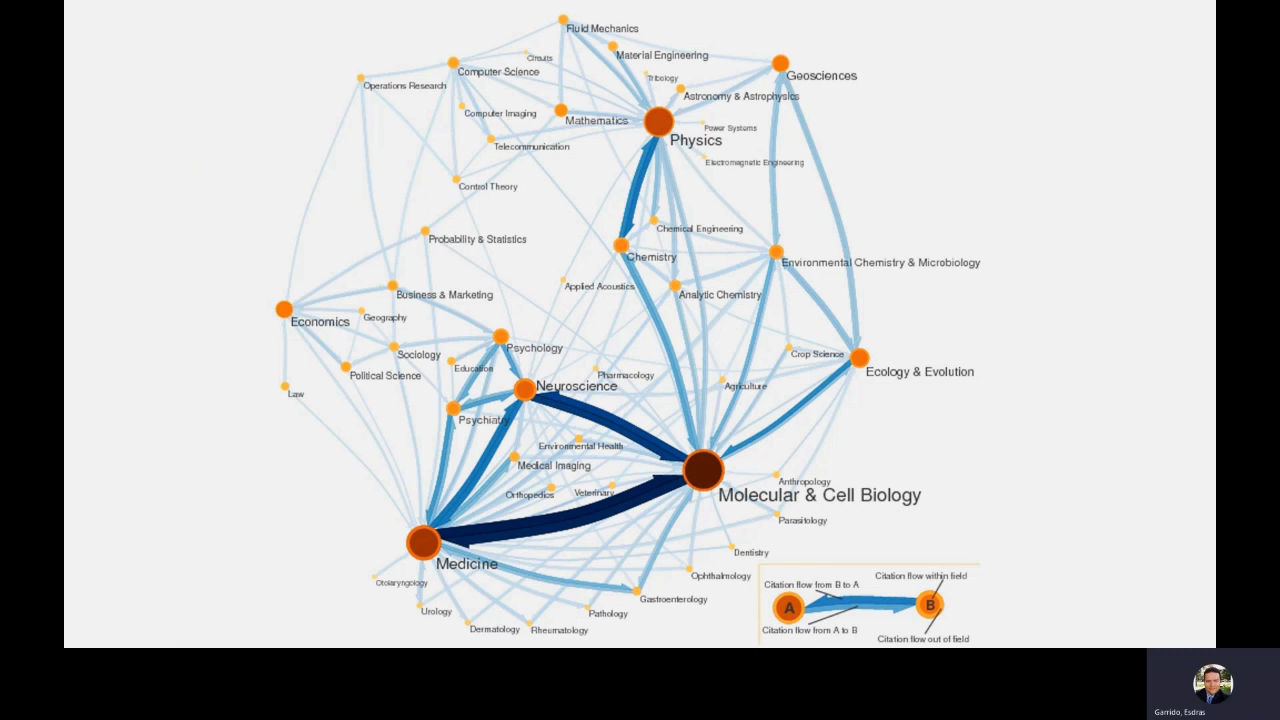 Fluid Mechanics
Material Engineering
Circuits
Computer Science
Tribology
Geosciences
Operations Research
Astronomy & Astrophysics
Computer Imaging
Mathematics
Power Systems
Physics
Telecommunication
Electromagnetic Engineering
Control Theory
Chemical Engineering
Probability & Statistics
Chemistry
Environmental Chemistry & Microbiology
Applied Acoustics
Analytic Chemistry
Business & Marketing
Geography
Economics
Psychology
Sociology
Crop Science
Education
Ecology & Evolution
Political Science
Pharmacology
Neuroscience
Agriculture
Law
Psychiatry
Environmental Health
Medical Imaging
Anthropology
Orthopedics
Veterinary
Molecular & Cell Biology
Parasitology
Dentistry
Medicine
Ophthalmology
Otolaryngology
Gastroenterology
Urology
Pathology
Dermatology
Rheumatology
Citation flow from B to A
Citation flow within field
A
B
Citation flow from A to B
Citation flow out of field
Garrido, Esdras